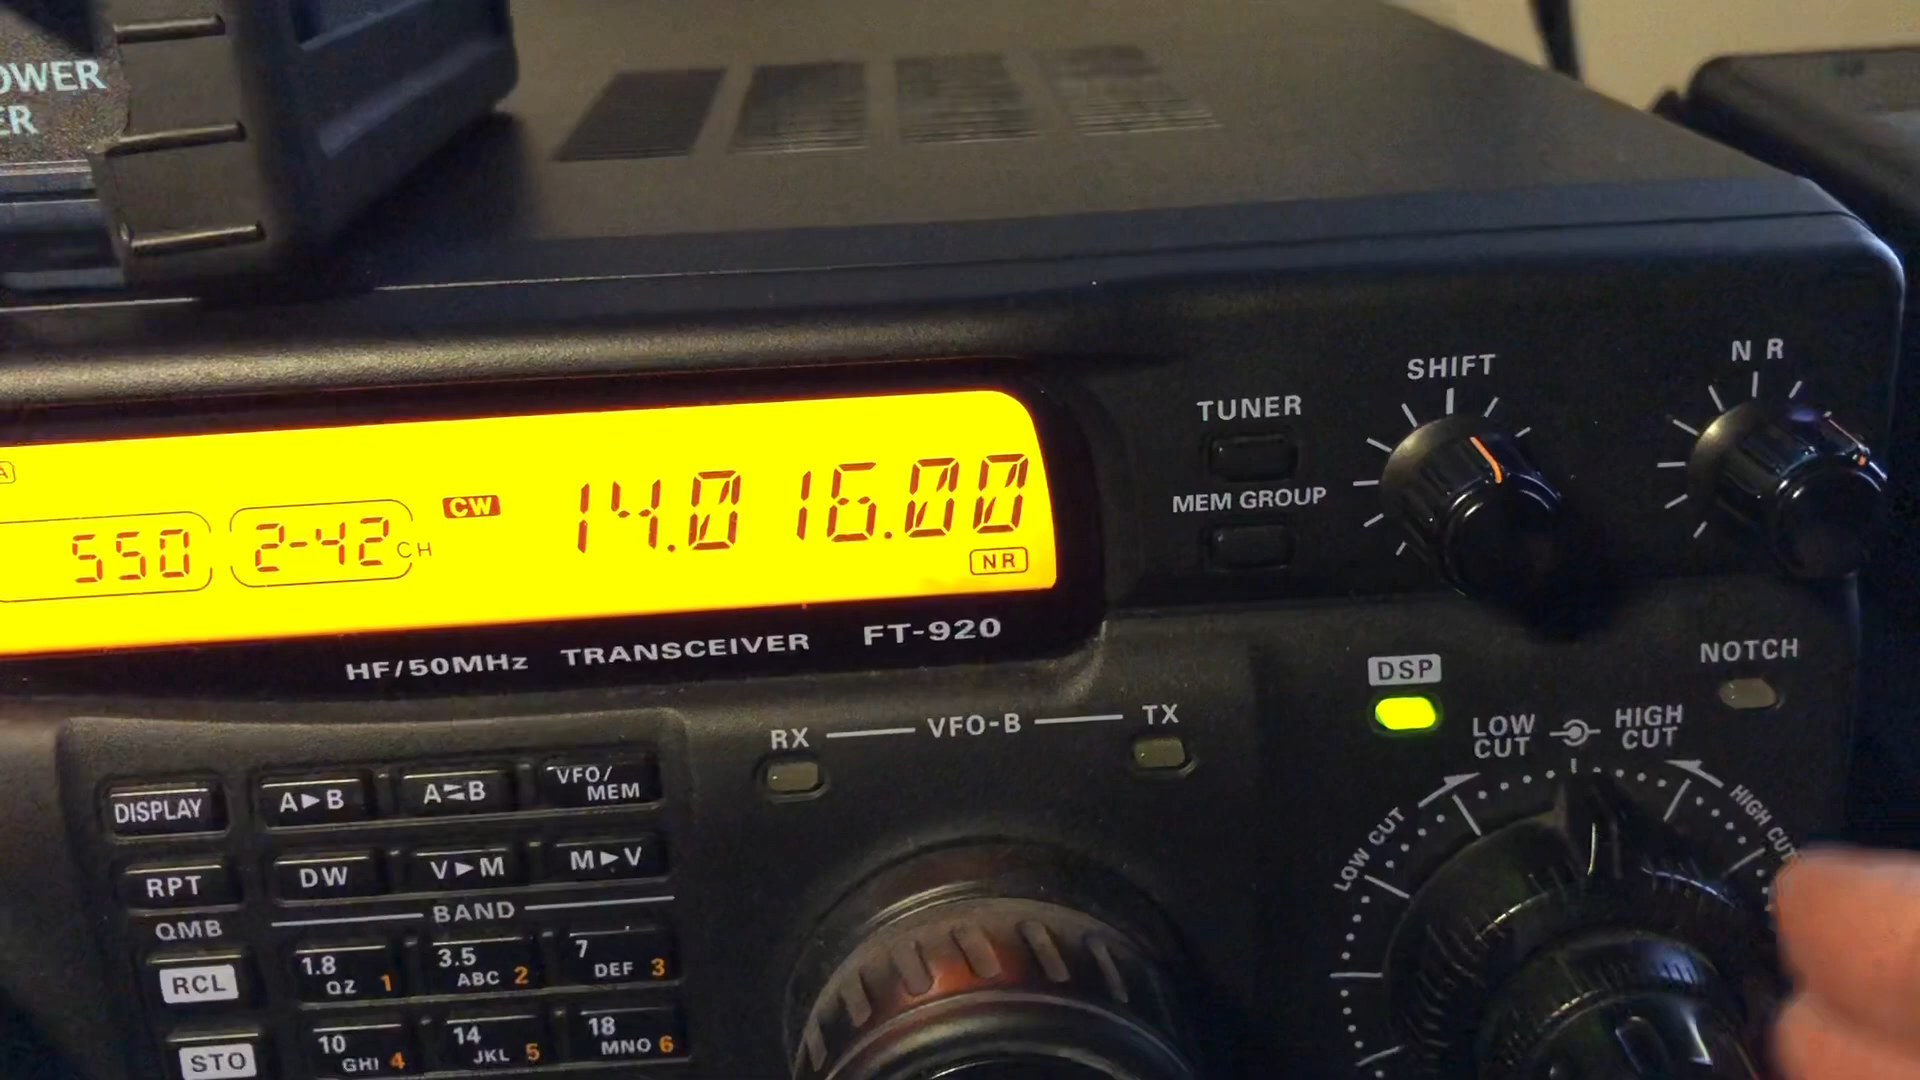 OWER
ER
A
550
2-42 CH
CW
14.016.00
NR
HF/50MHz TRANSCEIVER FT-920
TUNER
MEM GROUP
SHIFT
NR
DSP
NOTCH
LOW CUT
HIGH CUT
LOW CUT
HIGH CUT
RX VFO-B TX
DISPLAY
A►B
A⇆B
VFO/MEM
RPT
DW
V►M
M►V
QMB
BAND
RCL
1.8 QZ 1
3.5 ABC 2
7 DEF 3
STO
10 GHI 4
14 JKL 5
18 MNO 6